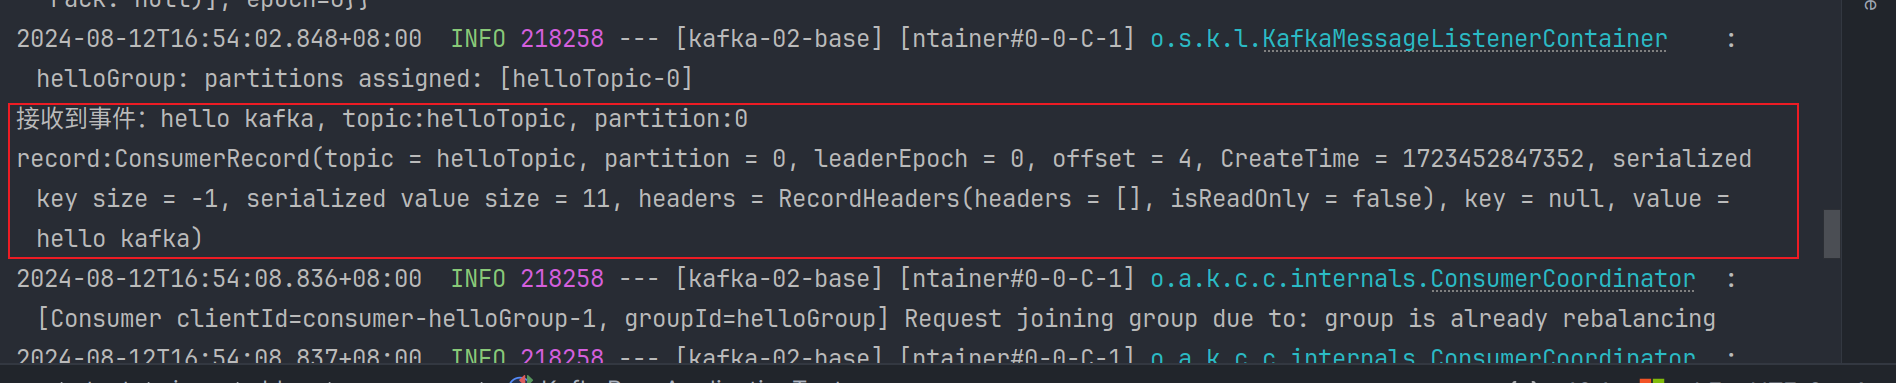 rack: null)], epoch=0}}
2024-08-12T16:54:02.848+08:00  INFO 218258 --- [kafka-02-base] [ntainer#0-0-C-1] o.s.k.l.KafkaMessageListenerContainer    :
helloGroup: partitions assigned: [helloTopic-0]
接收到事件: hello kafka, topic:helloTopic, partition:0
record:ConsumerRecord(topic = helloTopic, partition = 0, leaderEpoch = 0, offset = 4, CreateTime = 1723452847352, serialized
key size = -1, serialized value size = 11, headers = RecordHeaders(headers = [], isReadOnly = false), key = null, value =
hello kafka)
2024-08-12T16:54:08.836+08:00  INFO 218258 --- [kafka-02-base] [ntainer#0-0-C-1] o.a.k.c.c.internals.ConsumerCoordinator  :
[Consumer clientId=consumer-helloGroup-1, groupId=helloGroup] Request joining group due to: group is already rebalancing
2024-08-12T16:54:08.837+08:00  INFO 218258 --- [kafka-02-base] [ntainer#0-0-C-1] o.a.k.c.c.internals.ConsumerCoordinator  :